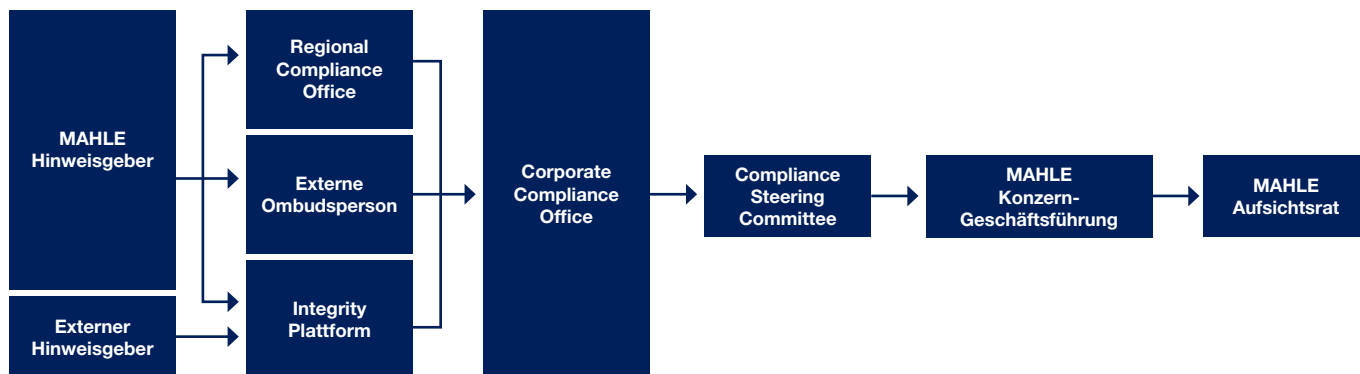 MAHLE
Hinweisgeber
Externer
Hinweisgeber
Regional
Compliance
Office
Externe
Ombudsperson
Integrity
Plattform
Corporate
Compliance
Office
Compliance
Steering
Committee
MAHLE
Konzern-
Geschäftsführung
MAHLE
Aufsichtsrat